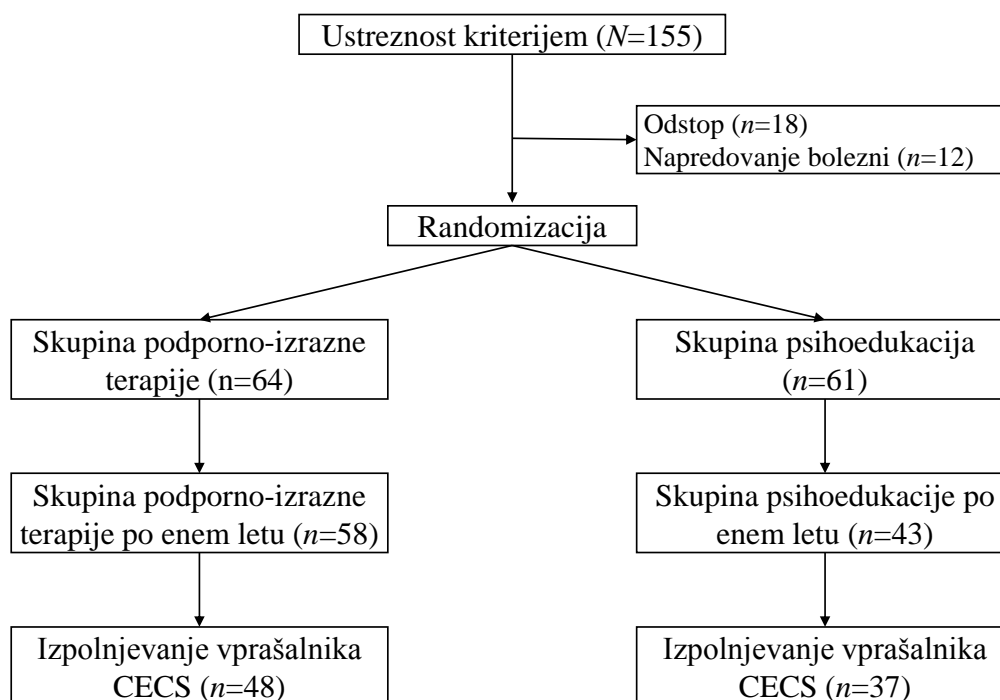 Ustreznost kriterijem (N=155)
Odstop (n=18)
Napredovanje bolezni (n=12)
Randomizacija
Skupina podporno-izrazne
terapije (n=64)
Skupina psihoedukacija
(n=61)
Skupina podporno-izrazne
terapije po enem letu (n=58)
Skupina psihoedukacije po
enem letu (n=43)
Izpolnjevanje vprašalnika
CECS (n=48)
Izpolnjevanje vprašalnika
CECS (n=37)